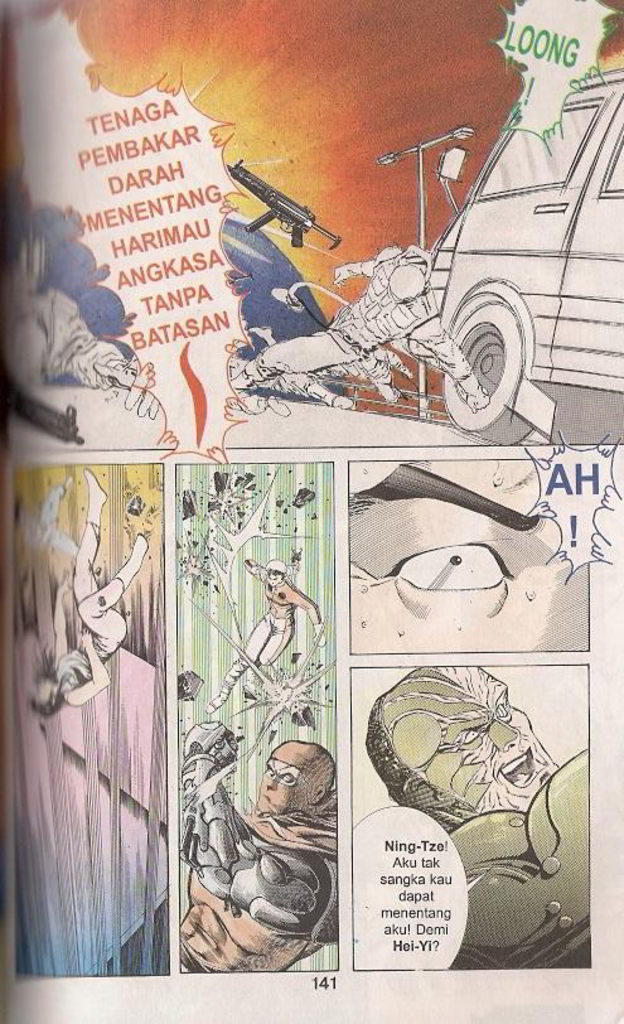 LOONG
!
TENAGA
PEMBAKAR
DARAH
MENENTANG
HARIMAU
ANGKASA
TANPA
BATASAN
!
AH
!
Ning-Tze!
Aku tak
sangka kau
dapat
menentang
aku! Demi
Hei-Yi?
141